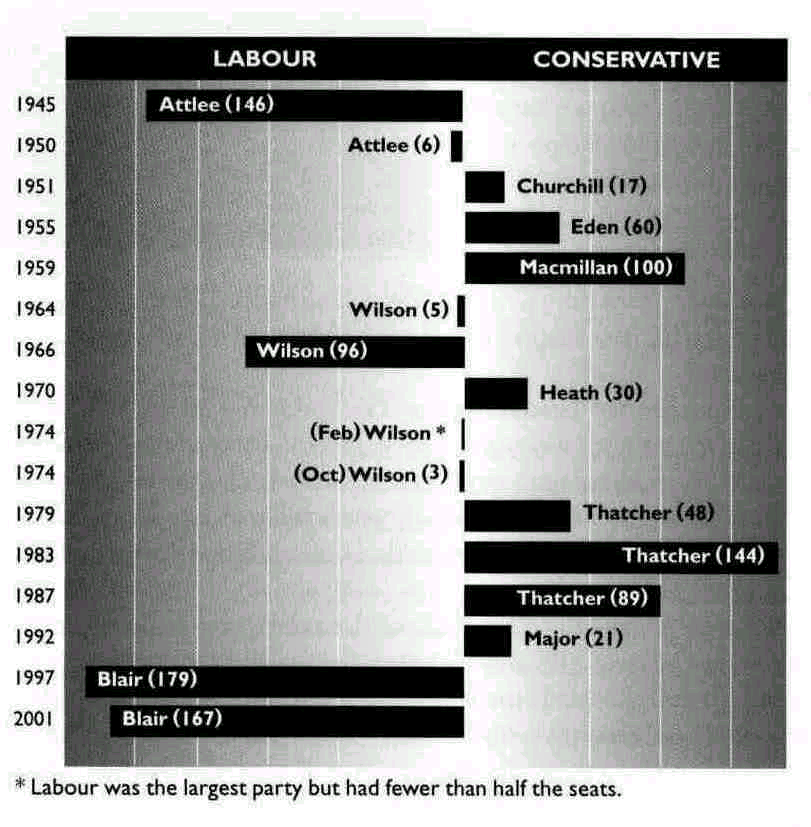 LABOUR CONSERVATIVE
1945 Attlee (146)
1950 Attlee (6)
1951 Churchill (17)
1955 Eden (60)
1959 Macmillan (100)
1964 Wilson (5)
1966 Wilson (96)
1970 Heath (30)
1974 (Feb) Wilson *
1974 (Oct) Wilson (3)
1979 Thatcher (48)
1983 Thatcher (144)
1987 Thatcher (89)
1992 Major (21)
1997 Blair (179)
2001 Blair (167)
* Labour was the largest party but had fewer than half the seats.